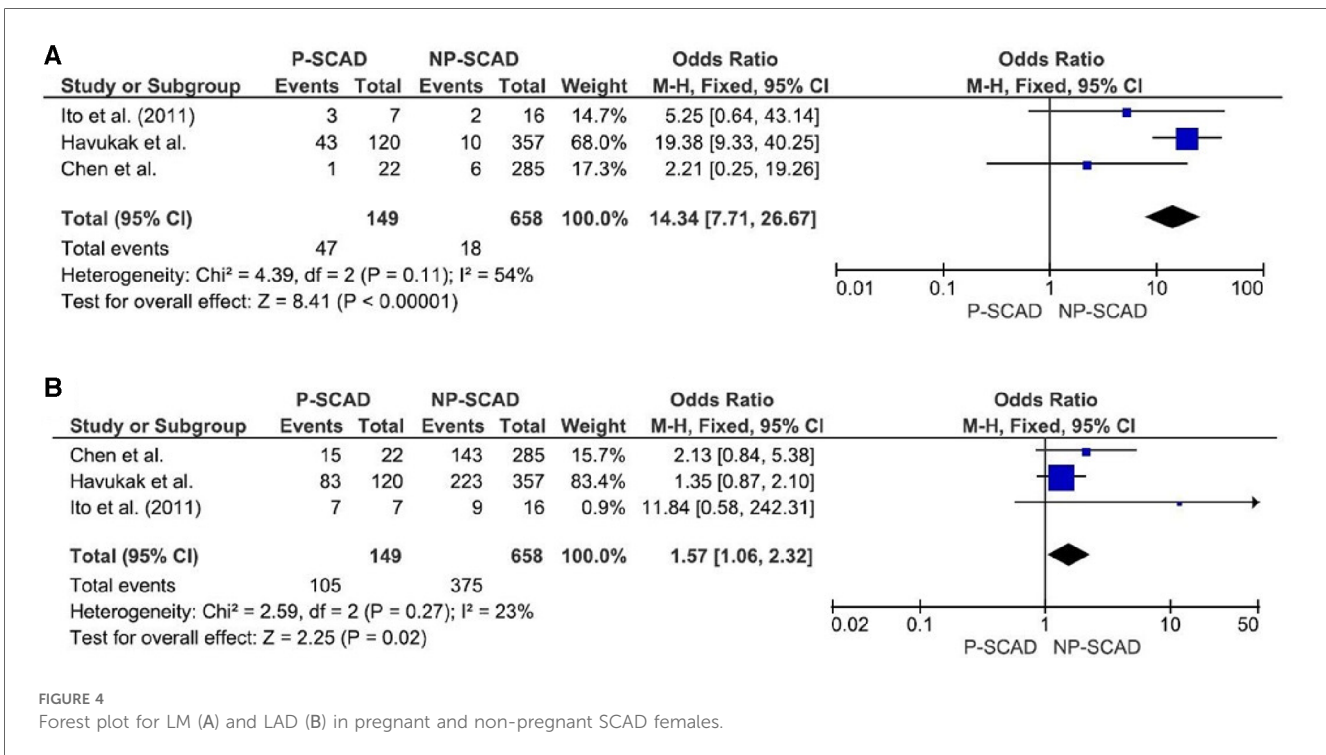 A
P-SCAD NP-SCAD Odds Ratio Odds Ratio
Study or Subgroup Events Total Events Total Weight M-H, Fixed, 95% CI M-H, Fixed, 95% CI
Ito et al. (2011) 3 7 2 16 14.7% 5.25 [0.64, 43.14]
Havukak et al. 43 120 10 357 68.0% 19.38 [9.33, 40.25]
Chen et al. 1 22 6 285 17.3% 2.21 [0.25, 19.26]
Total (95% CI) 149 658 100.0% 14.34 [7.71, 26.67]
Total events 47 18
Heterogeneity: Chi² = 4.39, df = 2 (P = 0.11); I² = 54%
Test for overall effect: Z = 8.41 (P < 0.00001)
0.01 0.1 1 10 100
P-SCAD NP-SCAD
B
P-SCAD NP-SCAD Odds Ratio Odds Ratio
Study or Subgroup Events Total Events Total Weight M-H, Fixed, 95% CI M-H, Fixed, 95% CI
Chen et al. 15 22 143 285 15.7% 2.13 [0.84, 5.38]
Havukak et al. 83 120 223 357 83.4% 1.35 [0.87, 2.10]
Ito et al. (2011) 7 7 9 16 0.9% 11.84 [0.58, 242.31]
Total (95% CI) 149 658 100.0% 1.57 [1.06, 2.32]
Total events 105 375
Heterogeneity: Chi² = 2.59, df = 2 (P = 0.27); I² = 23%
Test for overall effect: Z = 2.25 (P = 0.02)
0.02 0.1 1 10 50
P-SCAD NP-SCAD
FIGURE 4
Forest plot for LM (A) and LAD (B) in pregnant and non-pregnant SCAD females.